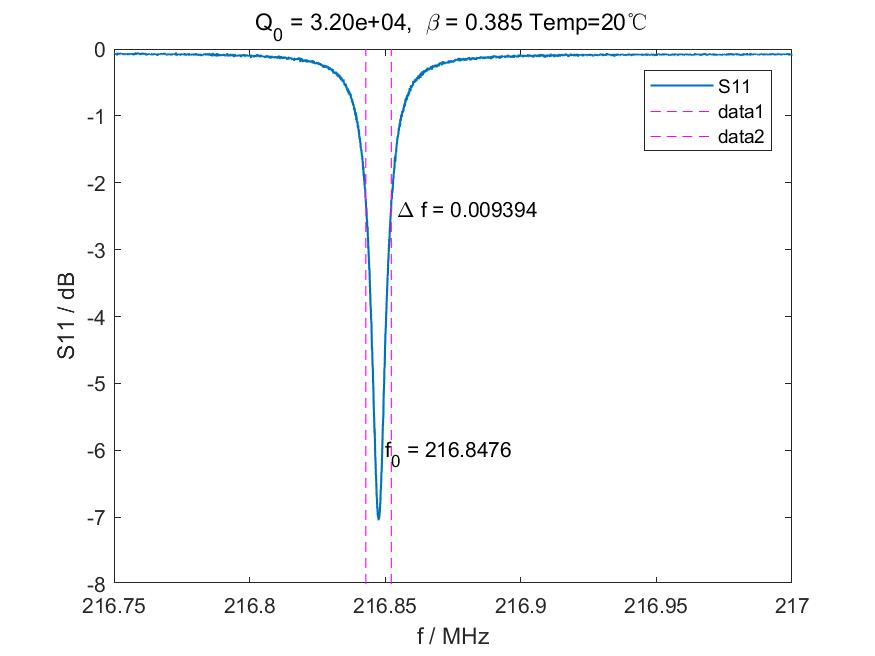 Q0 = 3.20e+04, β = 0.385 Temp=20℃
0
-1
-2
-3
-4
-5
-6
-7
-8
S11 / dB
S11
data1
data2
Δ f = 0.009394
f0 = 216.8476
216.75 216.8 216.85 216.9 216.95 217
f / MHz